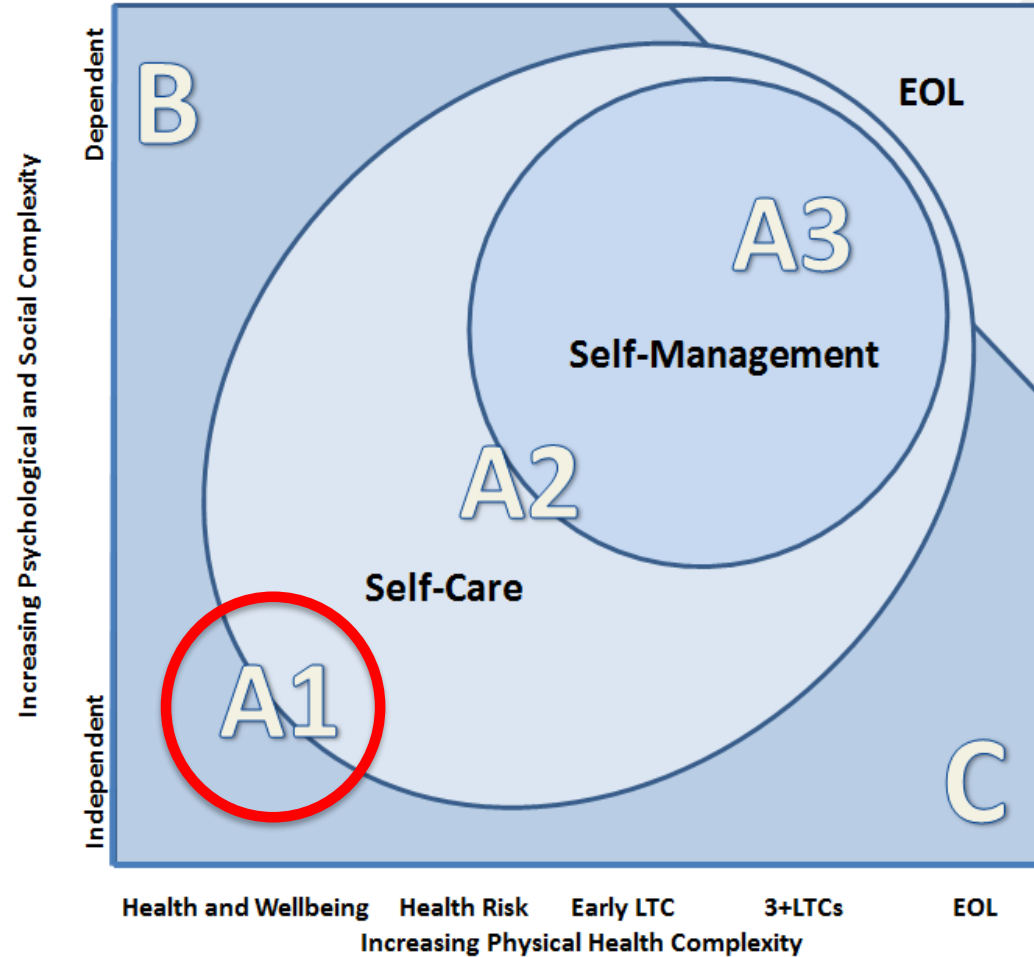 Increasing Psychological and Social Complexity
Dependent
Independent
B
EOL
A3
Self-Management
A2
Self-Care
A1
C
Health and Wellbeing Health Risk Early LTC 3+LTCs EOL
Increasing Physical Health Complexity